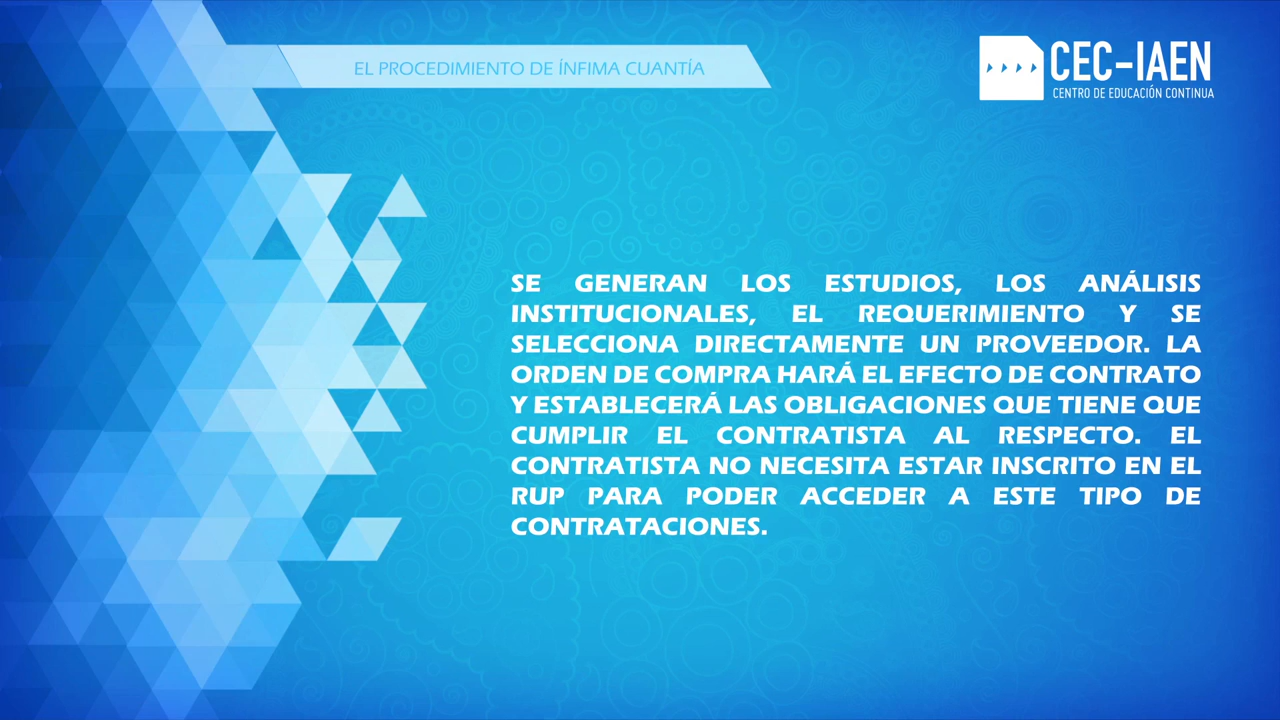 EL PROCEDIMIENTO DE ÍNFIMA CUANTÍA
CEC-IAEN
CENTRO DE EDUCACIÓN CONTINUA
SE GENERAN LOS ESTUDIOS, LOS ANÁLISIS
INSTITUCIONALES, EL REQUERIMIENTO Y SE
SELECCIONA DIRECTAMENTE UN PROVEEDOR. LA
ORDEN DE COMPRA HARÁ EL EFECTO DE CONTRATO
Y ESTABLECERÁ LAS OBLIGACIONES QUE TIENE QUE
CUMPLIR EL CONTRATISTA AL RESPECTO. EL
CONTRATISTA NO NECESITA ESTAR INSCRITO EN EL
RUP PARA PODER ACCEDER A ESTE TIPO DE
CONTRATACIONES.